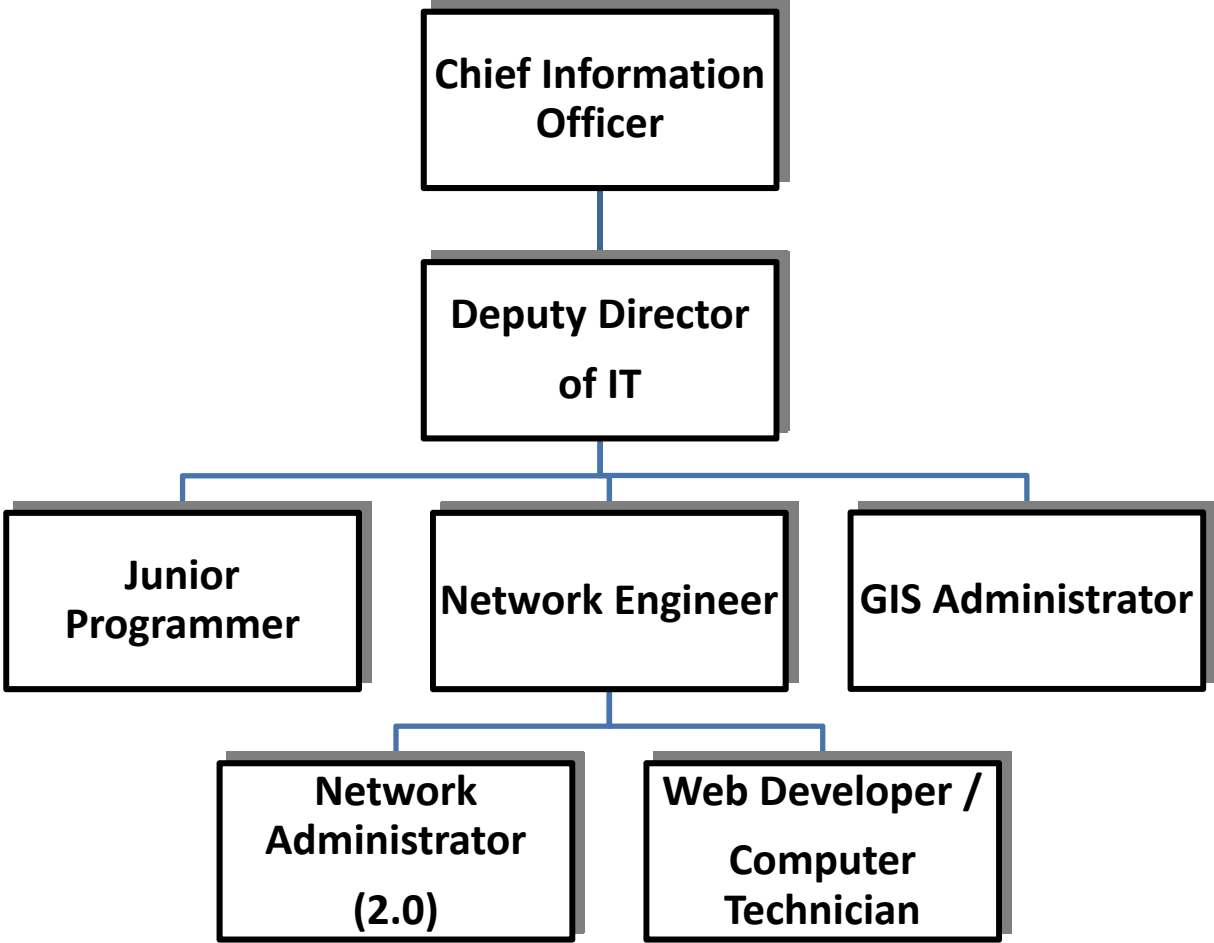 Chief Information
Officer
Deputy Director
of IT
Junior
Programmer
Network Engineer
GIS Administrator
Network
Administrator
(2.0)
Web Developer /
Computer
Technician